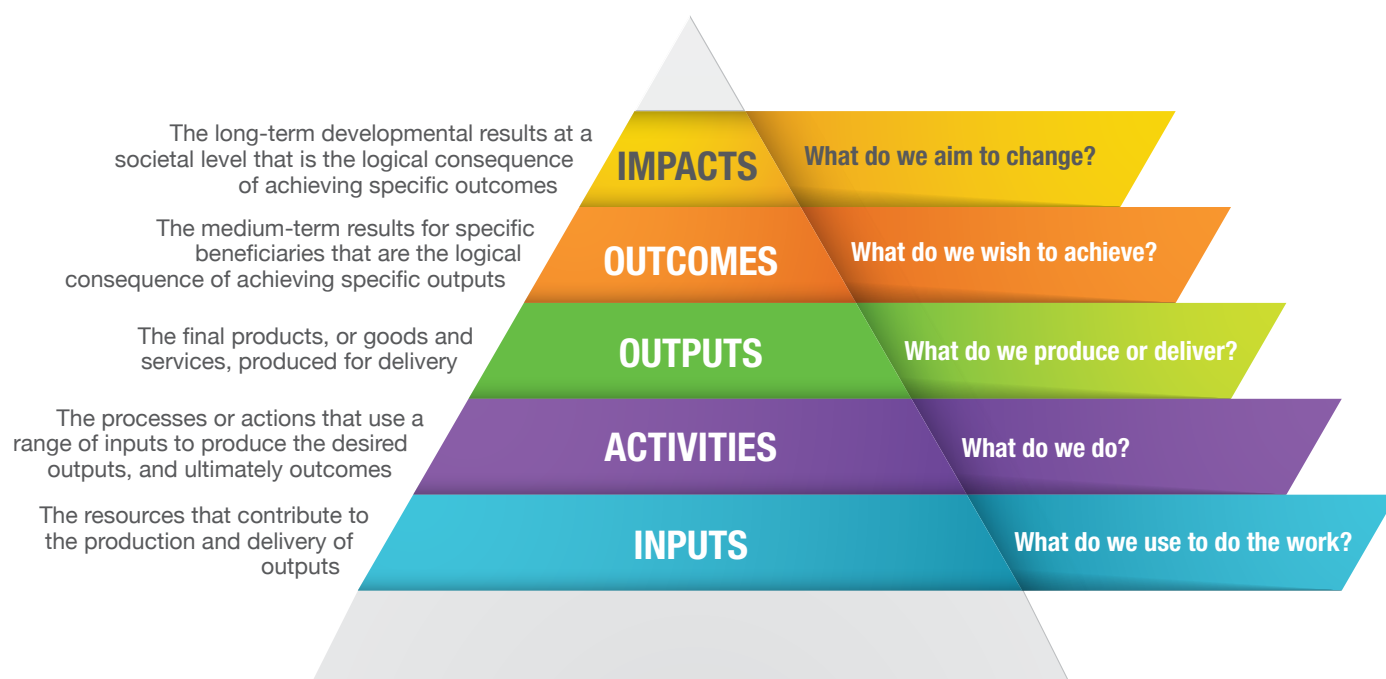 The long-term developmental results at a
societal level that is the logical consequence
of achieving specific outcomes
IMPACTS
What do we aim to change?
The medium-term results for specific
beneficiaries that are the logical
consequence of achieving specific outputs
OUTCOMES
What do we wish to achieve?
The final products, or goods and
services, produced for delivery
OUTPUTS
What do we produce or deliver?
The processes or actions that use a
range of inputs to produce the desired
outputs, and ultimately outcomes
ACTIVITIES
What do we do?
The resources that contribute to
the production and delivery of
outputs
INPUTS
What do we use to do the work?